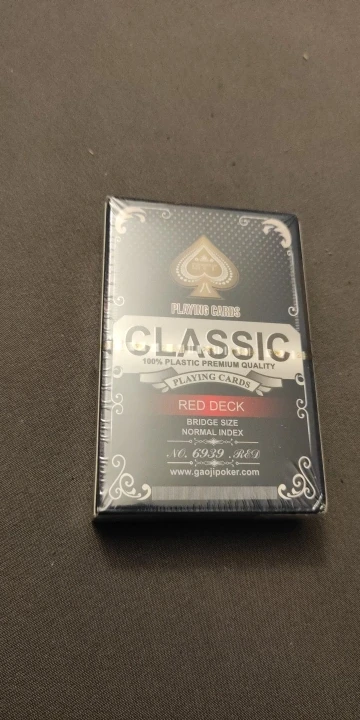 PLAYING CARDS
CLASSIC
100% PLASTIC PREMIUM QUALITY
PLAYING CARDS
RED DECK
BRIDGE SIZE
NORMAL INDEX
NO. 6939 .RED
www.gaojipoker.com